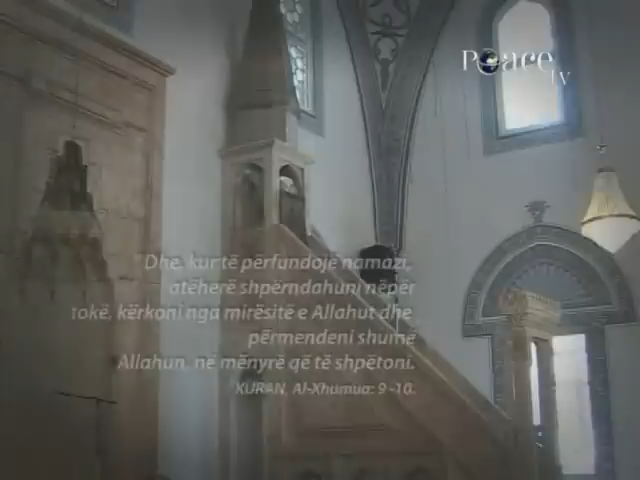 Peace
tv
Dhe, kur të përfundojë namazi,
atëherë shpërndahuni nëpër
tokë, kërkoni nga mirësitë e Allahut dhe
përmendeni shumë
Allahun, në mënyrë që të shpëtoni.
KURAN, Al-Xhumua: 9 -10.